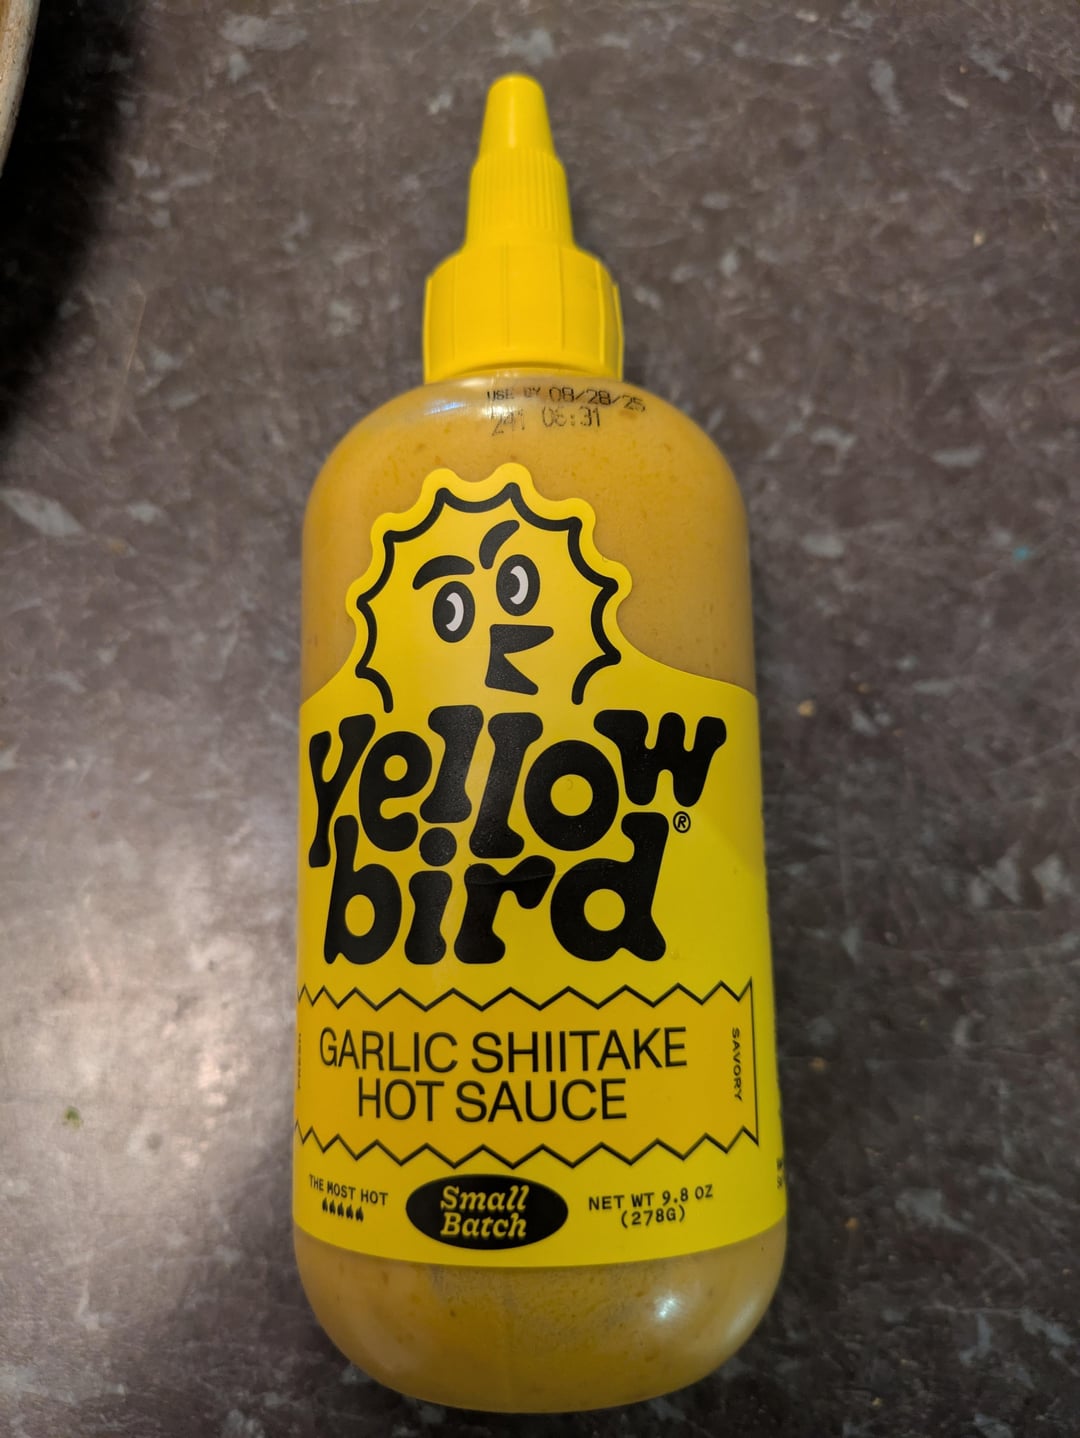 USE BY 08/28/25
241 06:31
yellow
bird®
GARLIC SHIITAKE
HOT SAUCE
SAVORY
THE MOST HOT
Small
Batch
NET WT 9.8 OZ
(278G)